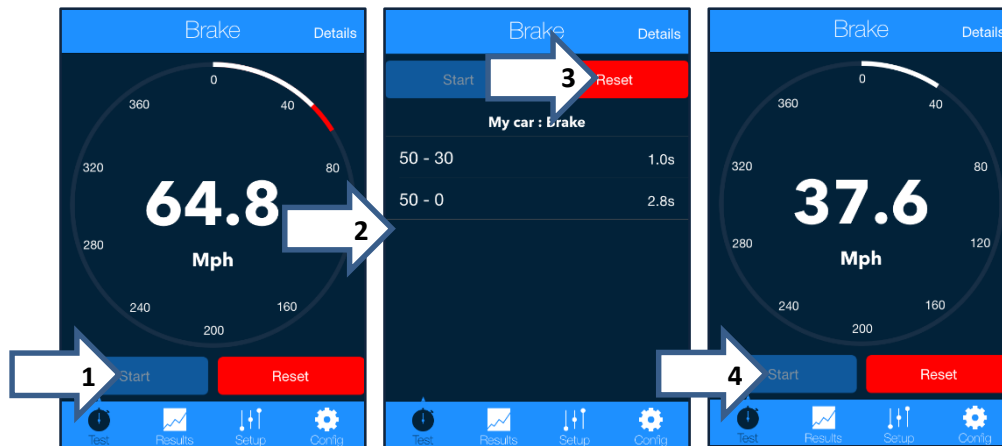 Brake
Details
0
360
40
320
80
64.8
Mph
280
240
160
200
1
Start
Reset
Test
Results
Setup
Config
Brake
Details
Start
3
Reset
My car : Brake
50 - 30
1.0s
50 - 0
2.8s
2
Test
Results
Setup
Config
Brake
Details
0
360
40
320
80
37.6
Mph
280
120
240
160
200
4
Start
Reset
Test
Results
Setup
Config